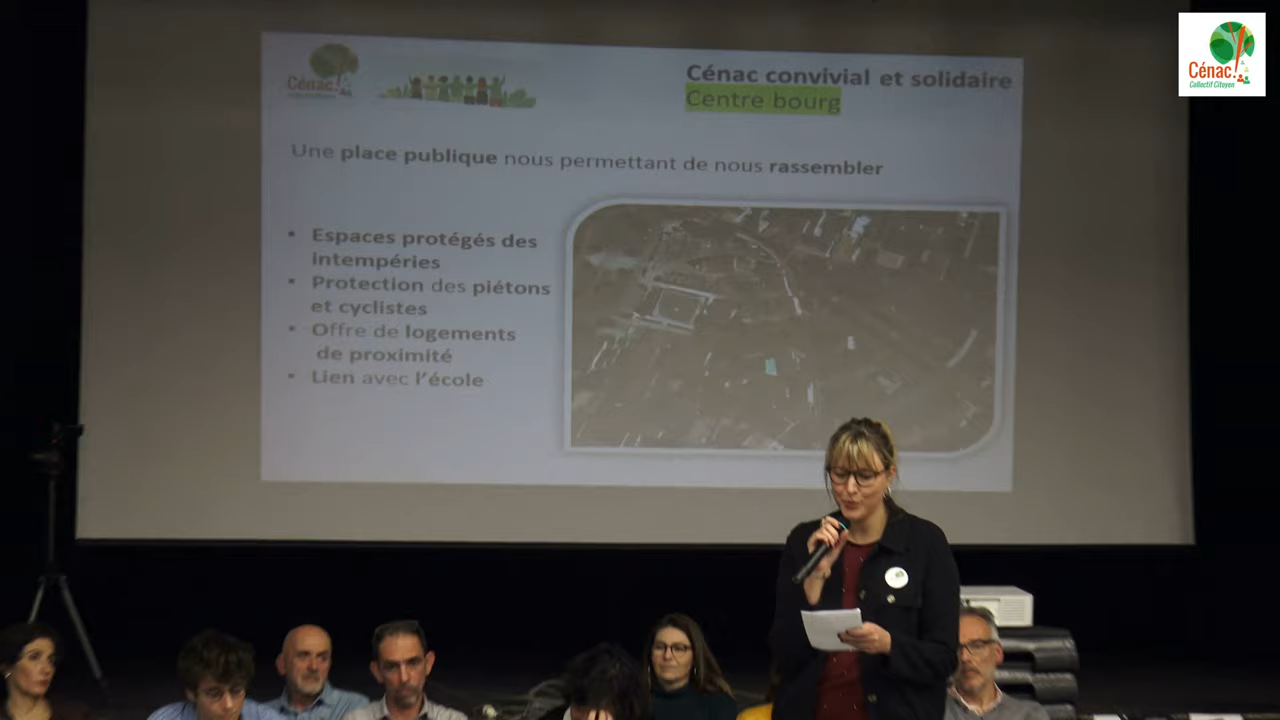 Cénac!
Cénac convivial et solidaire
Centre bourg
Une place publique nous permettant de nous rassembler
• Espaces protégés des
intempéries
• Protection des piétons
et cyclistes
• Offre de logements
de proximité
• Lien avec l'école
Cénac!
Collectif Citoyen